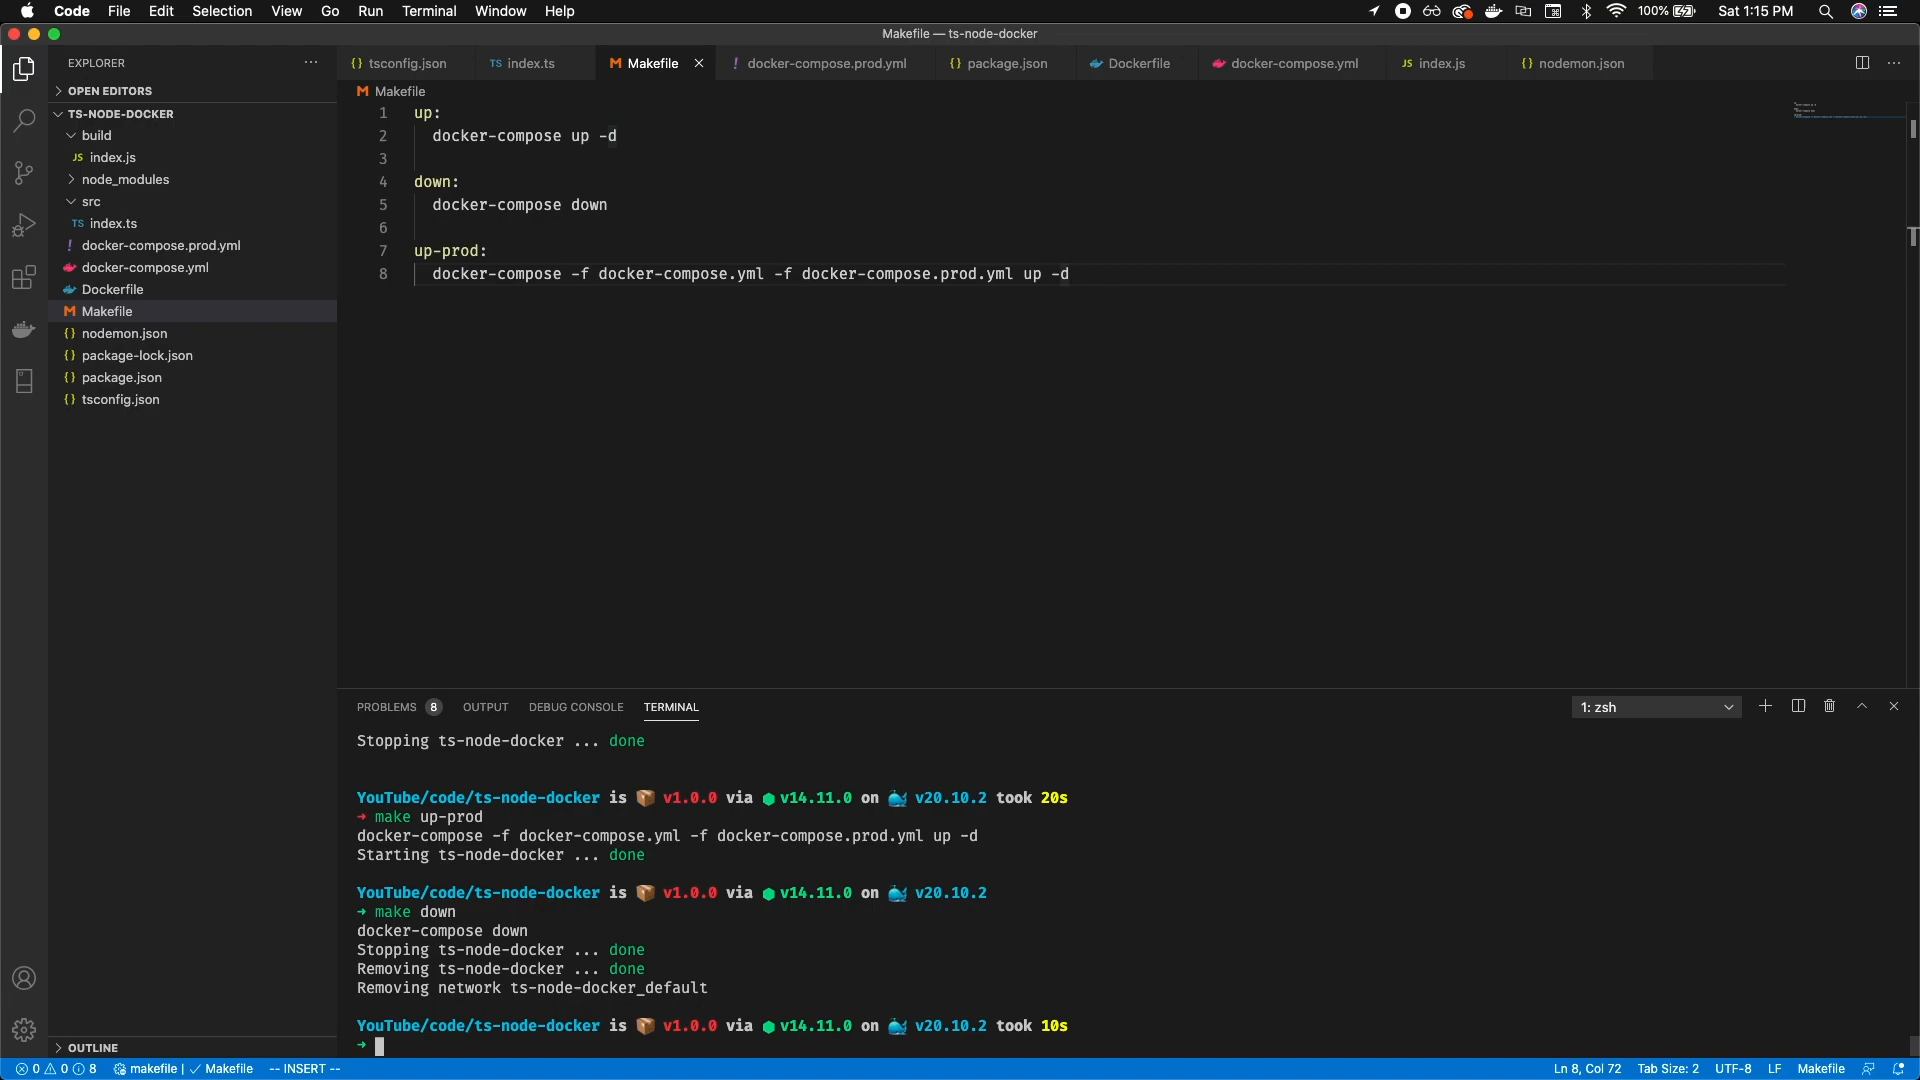 Code File Edit Selection View Go Run Terminal Window Help 100% Sat 1:15 PM
Makefile — ts-node-docker
EXPLORER
OPEN EDITORS
TS-NODE-DOCKER
build
JS index.js
node_modules
src
TS index.ts
! docker-compose.prod.yml
docker-compose.yml
Dockerfile
M Makefile
{} nodemon.json
{} package-lock.json
{} package.json
{} tsconfig.json
OUTLINE
{} tsconfig.json TS index.ts M Makefile ! docker-compose.prod.yml {} package.json Dockerfile docker-compose.yml JS index.js {} nodemon.json
M Makefile
1 up:
2 docker-compose up -d
3
4 down:
5 docker-compose down
6
7 up-prod:
8 docker-compose -f docker-compose.yml -f docker-compose.prod.yml up -d
PROBLEMS 8 OUTPUT DEBUG CONSOLE TERMINAL 1: zsh
Stopping ts-node-docker ... done
YouTube/code/ts-node-docker is 📦 v1.0.0 via ⬢ v14.11.0 on 🐳 v20.10.2 took 20s
➜ make up-prod
docker-compose -f docker-compose.yml -f docker-compose.prod.yml up -d
Starting ts-node-docker ... done
YouTube/code/ts-node-docker is 📦 v1.0.0 via ⬢ v14.11.0 on 🐳 v20.10.2
➜ make down
docker-compose down
Stopping ts-node-docker ... done
Removing ts-node-docker ... done
Removing network ts-node-docker_default
YouTube/code/ts-node-docker is 📦 v1.0.0 via ⬢ v14.11.0 on 🐳 v20.10.2 took 10s
➜
0 0 8 makefile | ✓ Makefile -- INSERT -- Ln 8, Col 72 Tab Size: 2 UTF-8 LF Makefile